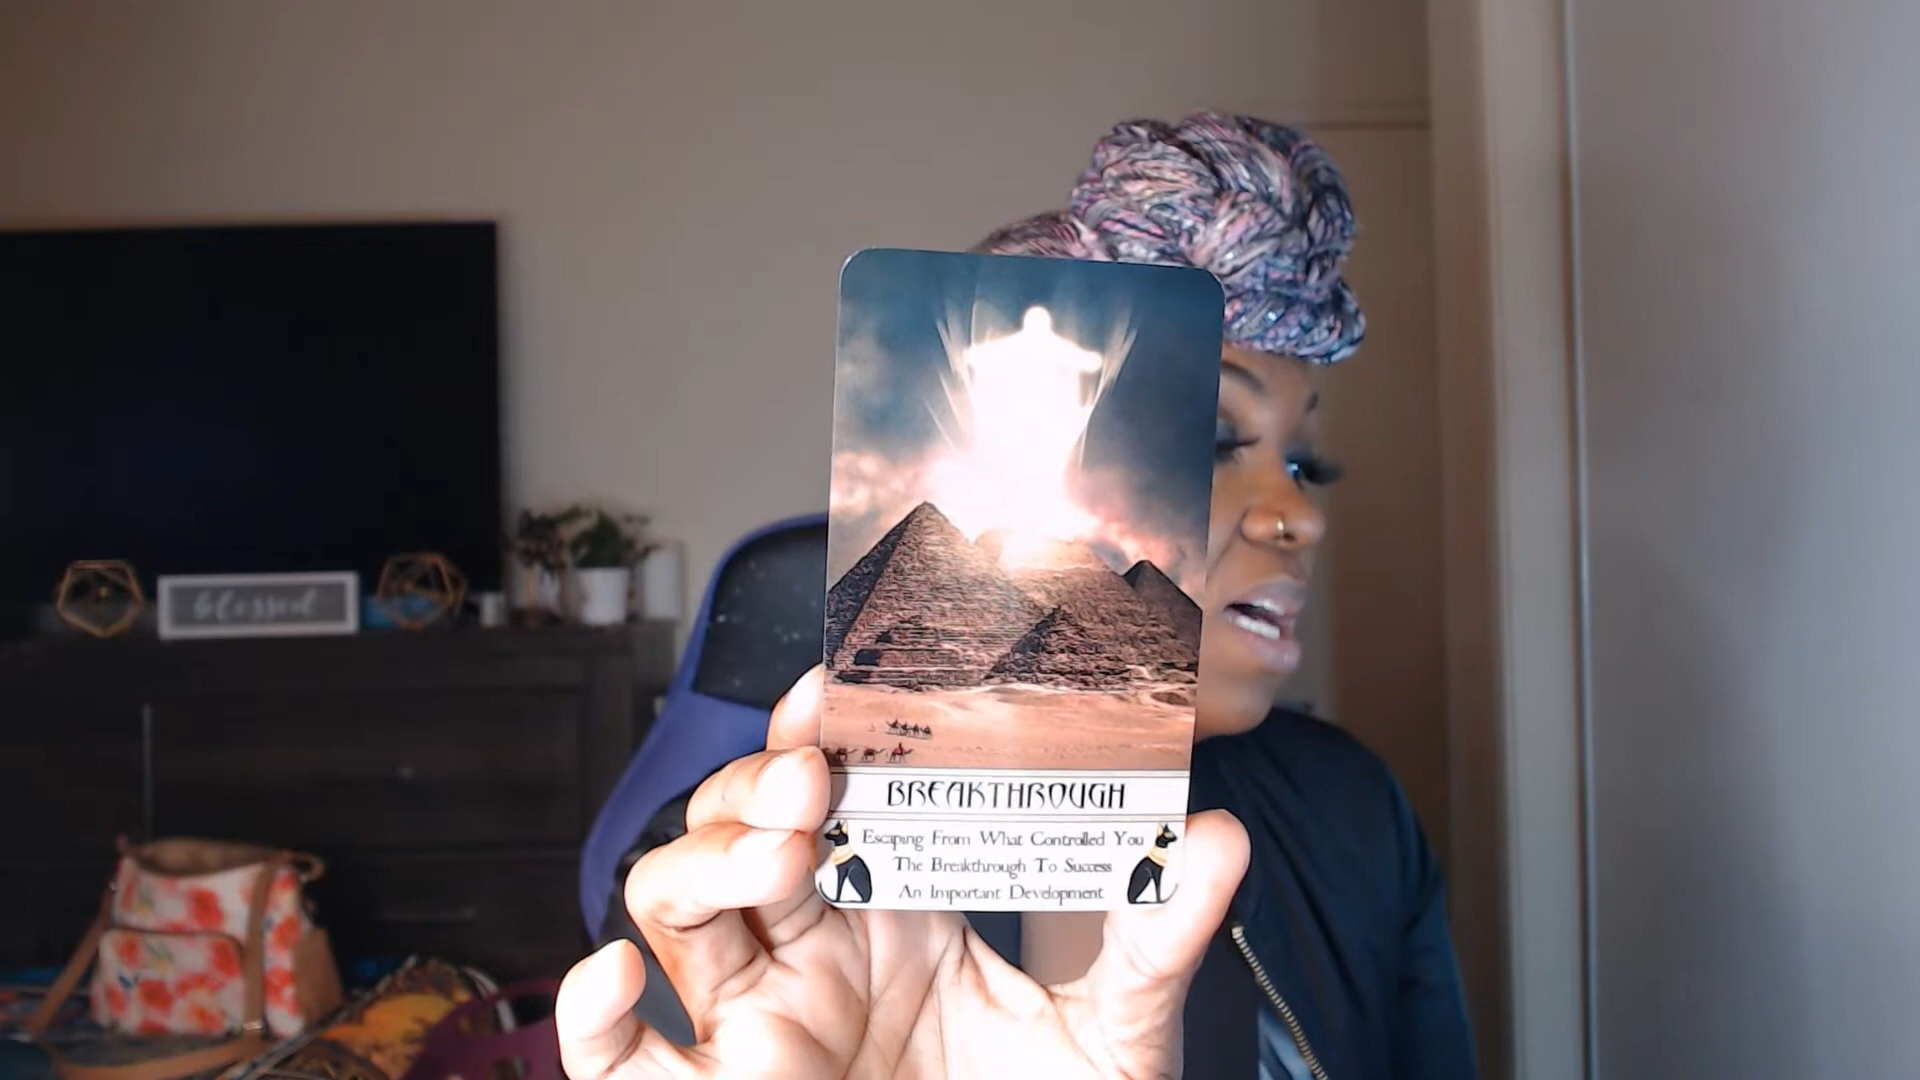 blessed
BREAKTHROUGH
Escaping From What Controlled You
The Breakthrough To Success
An Important Development